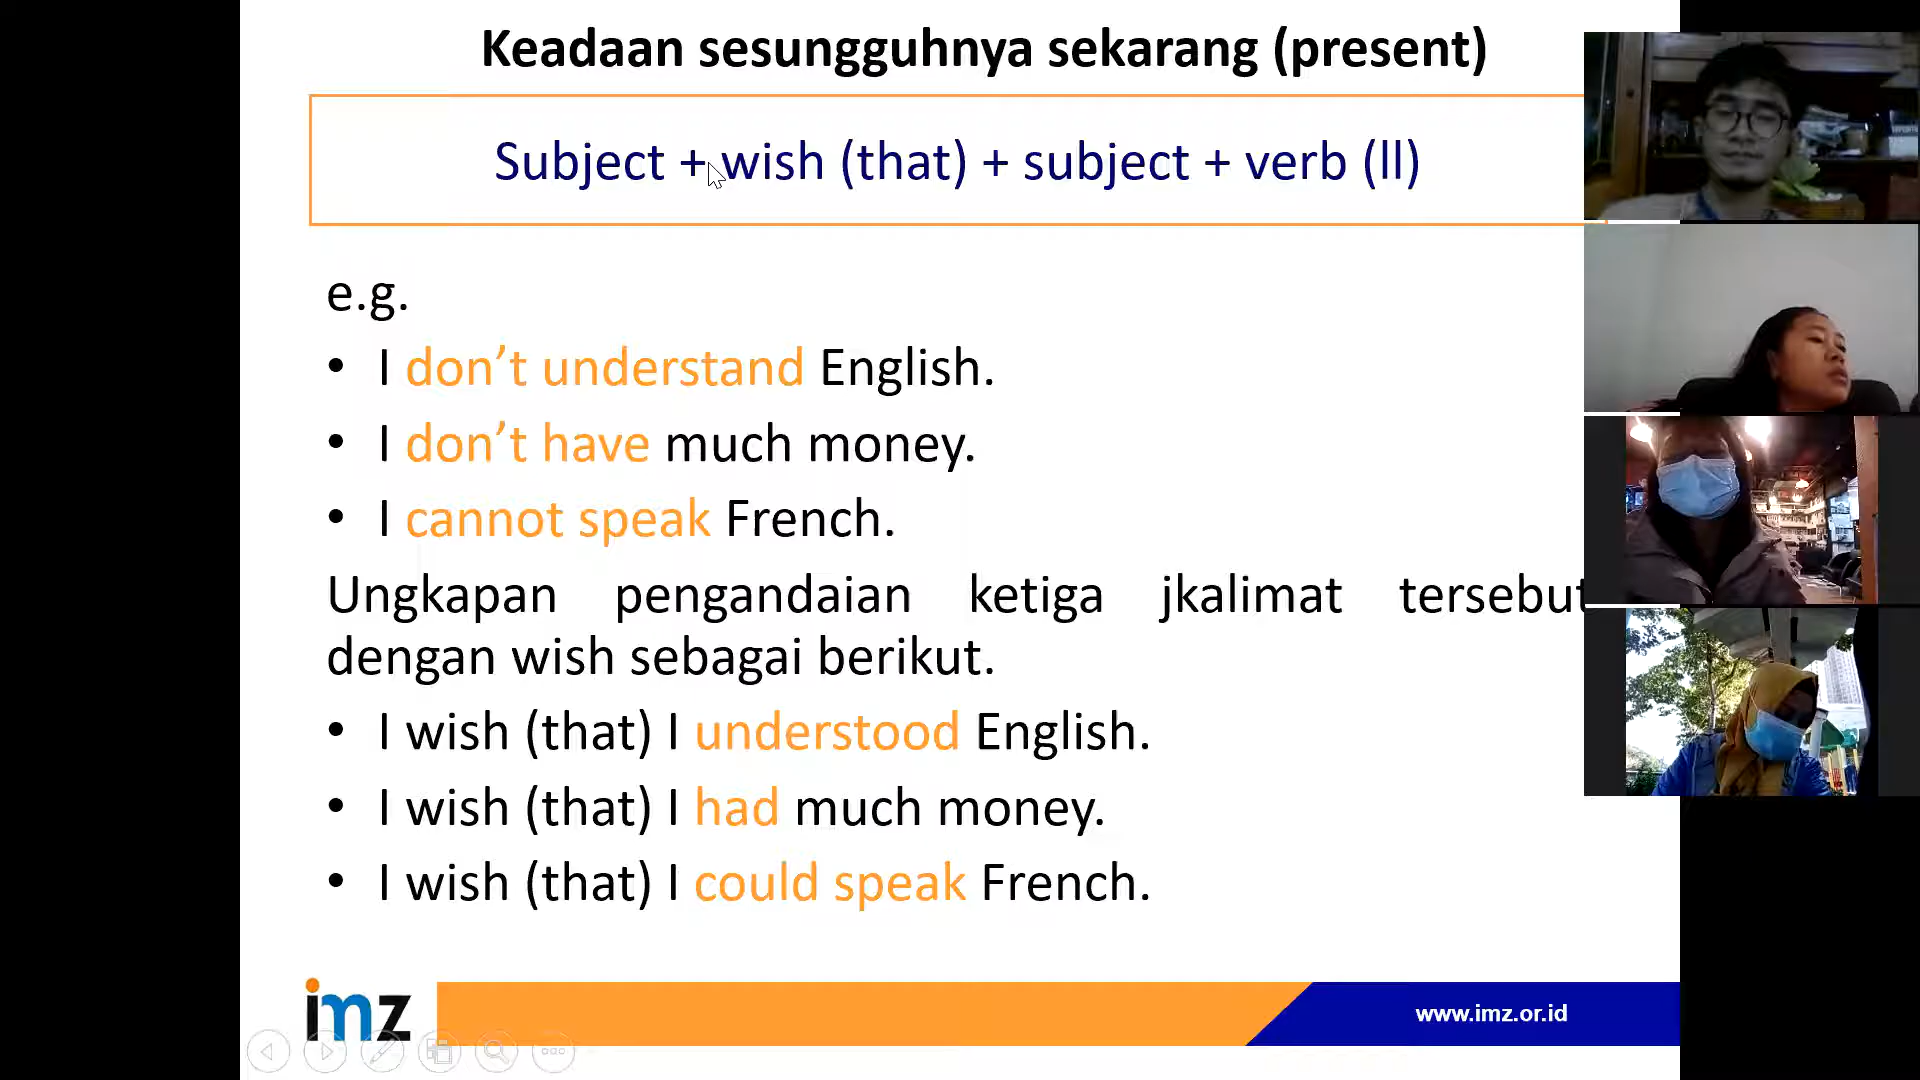 Keadaan sesungguhnya sekarang (present)
Subject + wish (that) + subject + verb (ll)
e.g.
• I don’t understand English.
• I don’t have much money.
• I cannot speak French.
Ungkapan pengandaian ketiga jkalimat tersebut
dengan wish sebagai berikut.
• I wish (that) I understood English.
• I wish (that) I had much money.
• I wish (that) I could speak French.
imz
www.imz.or.id